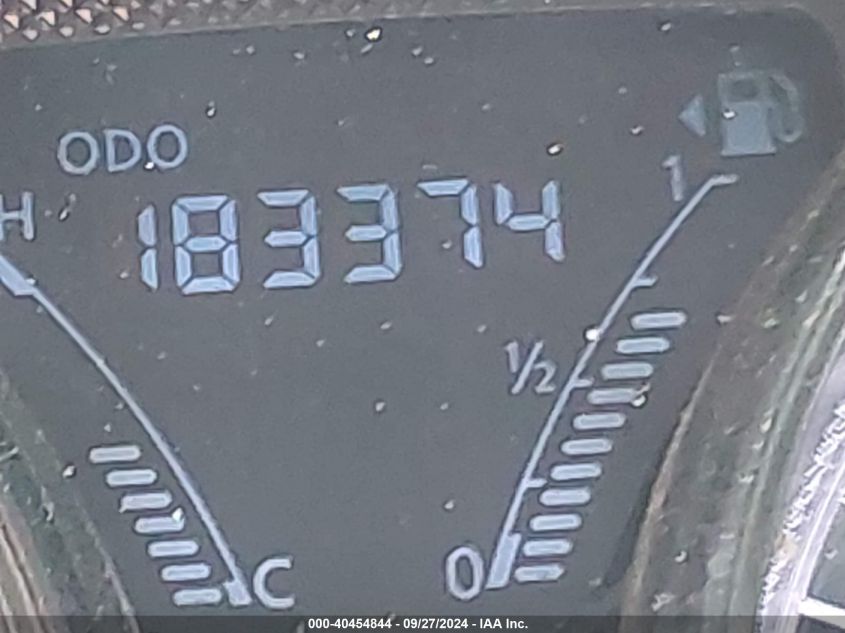 ODO
H 183374
1
1/2
0
C
000-40454844 - 09/27/2024 - IAA Inc.